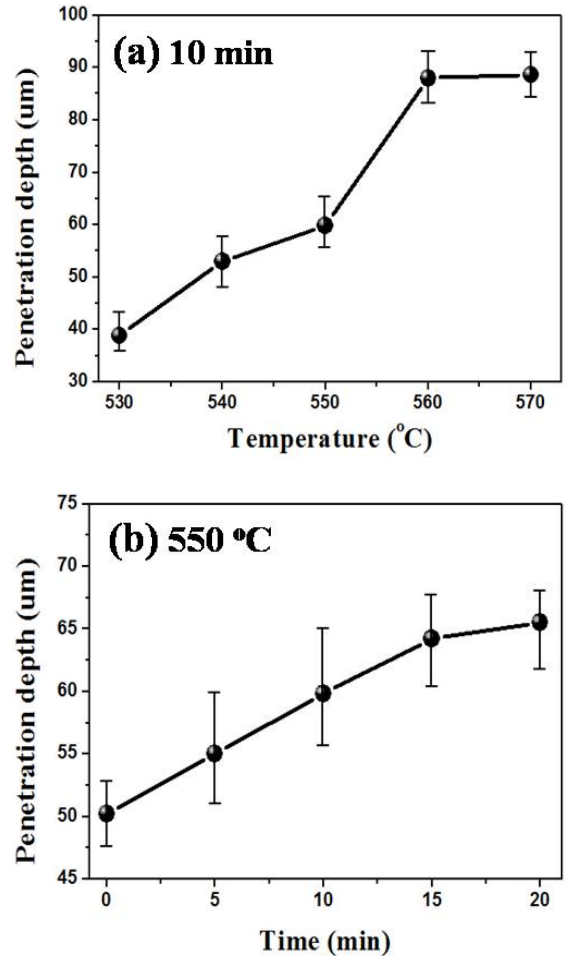 (a) 10 min
100
90
80
70
60
50
40
30
Penetration depth (um)
530 540 550 560 570
Temperature (°C)
(b) 550 °C
75
70
65
60
55
50
45
Penetration depth (um)
0 5 10 15 20
Time (min)